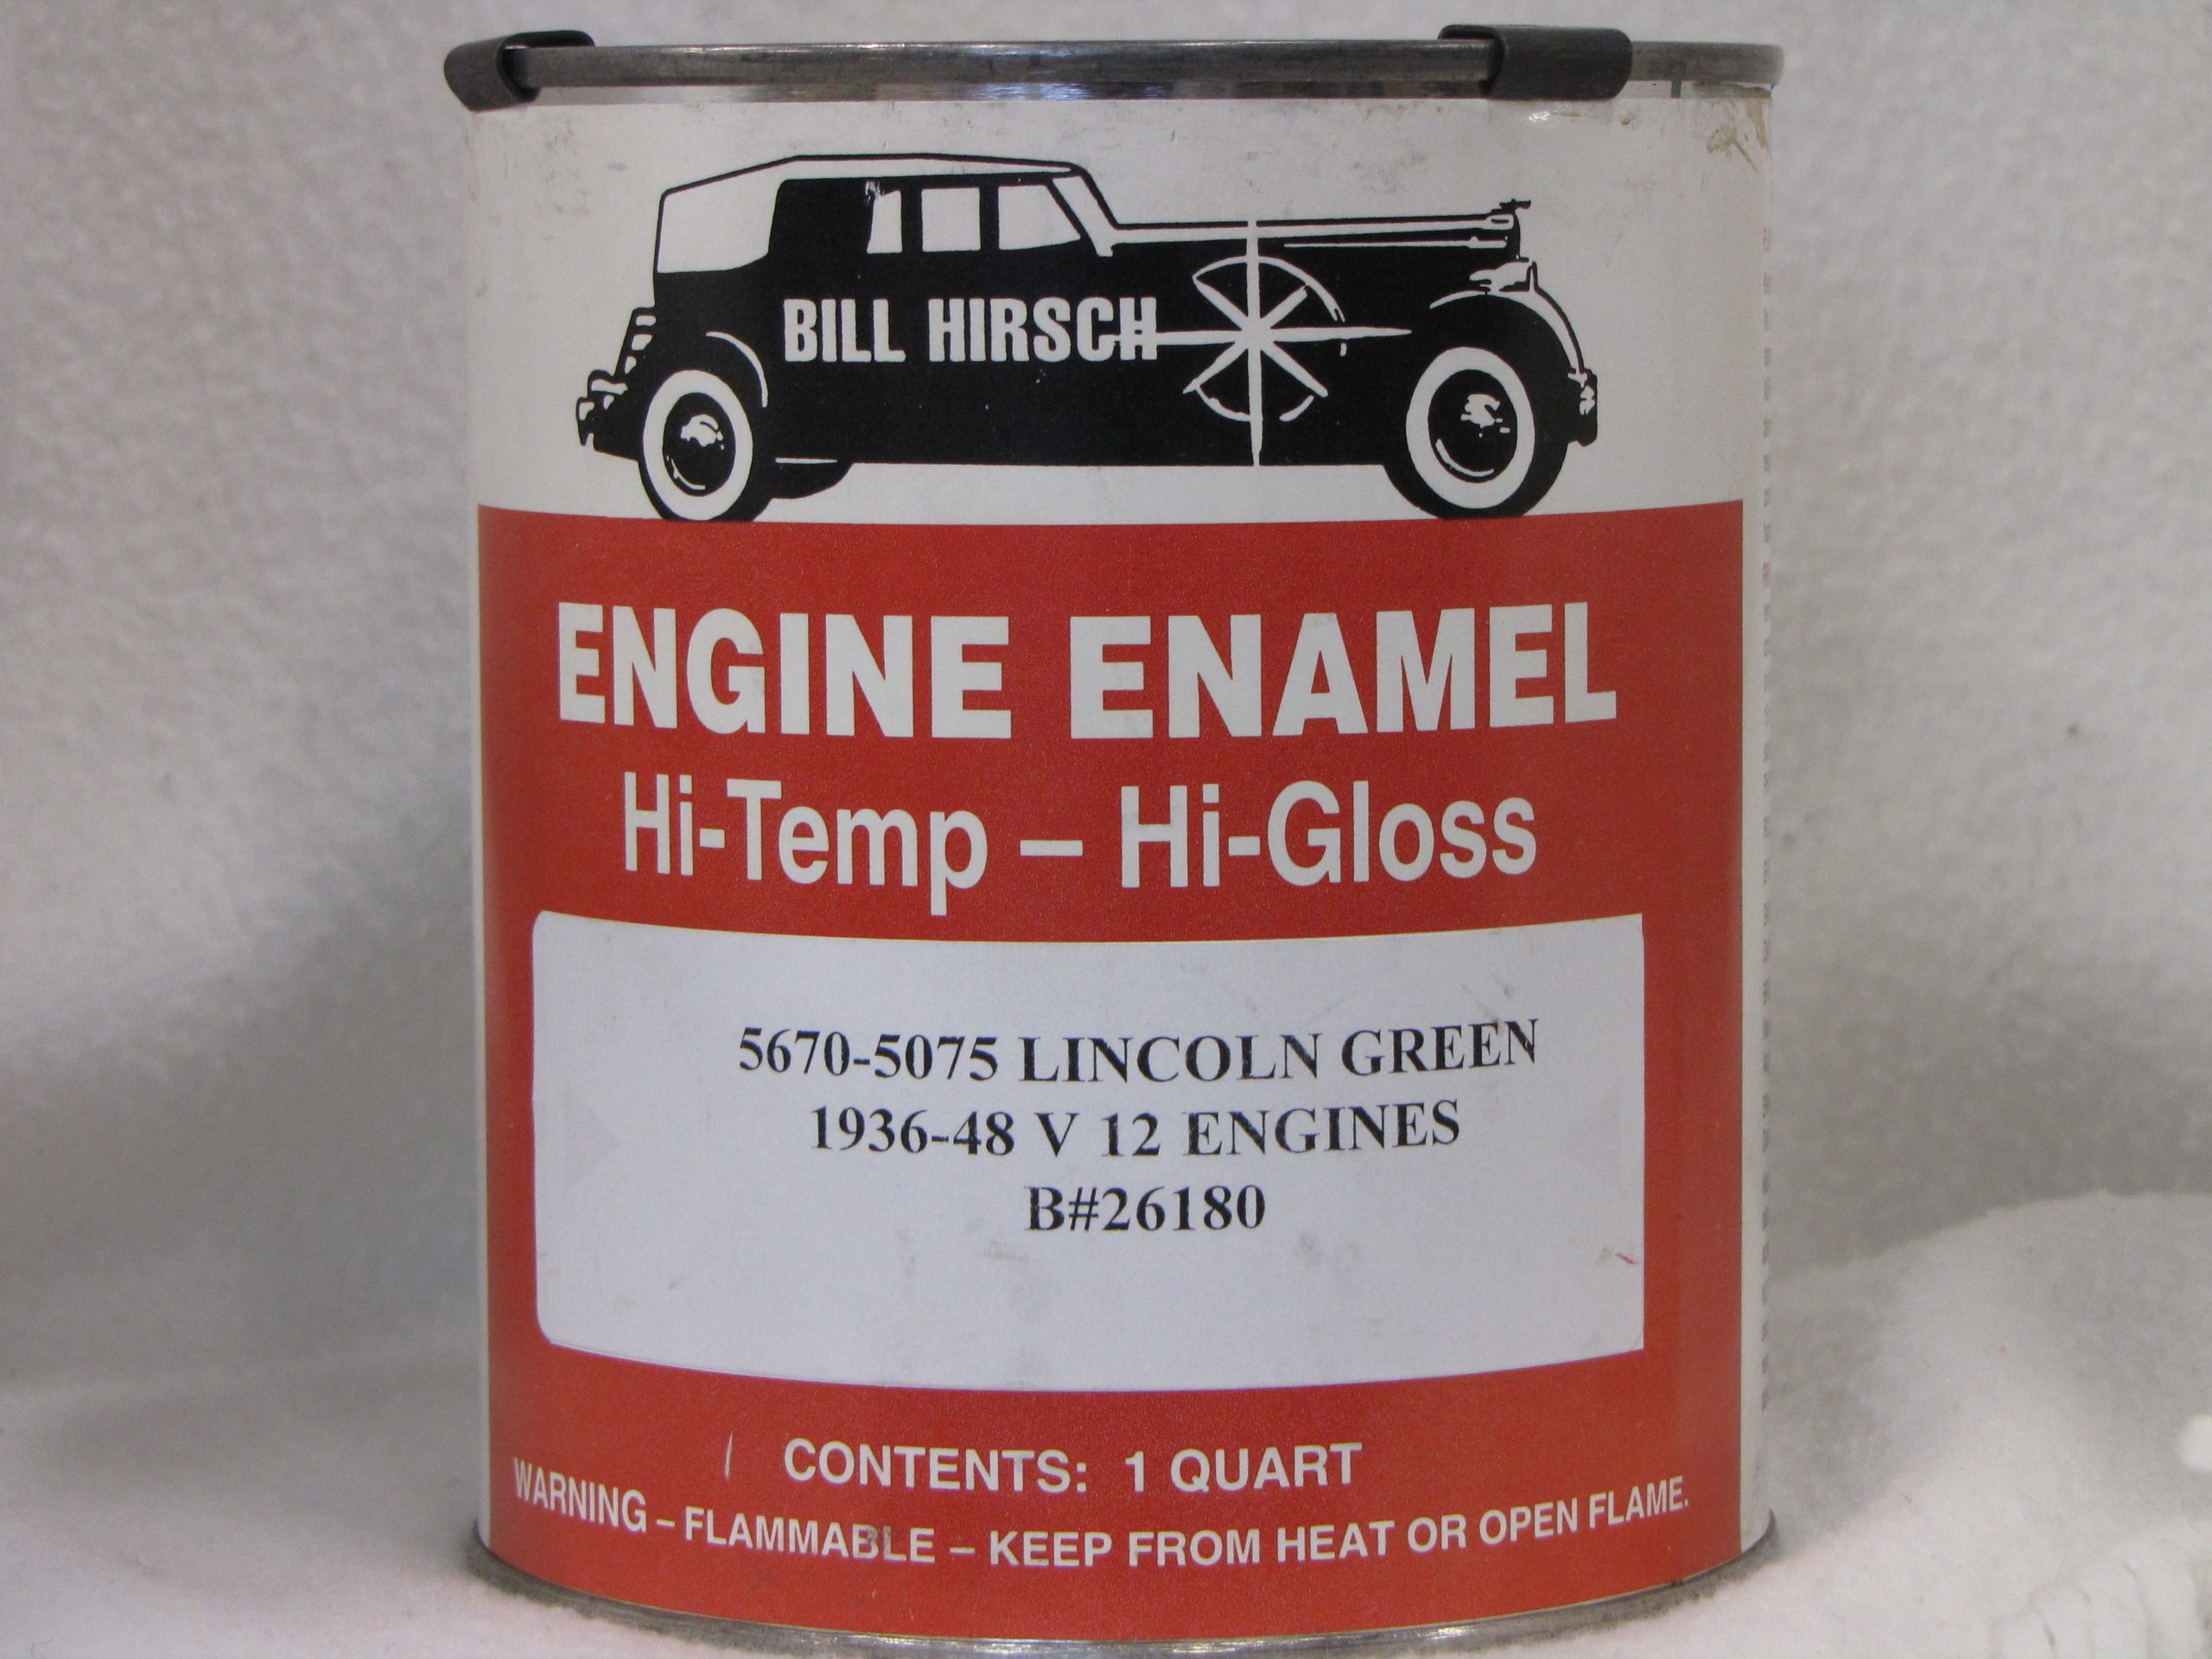 BILL HIRSCH
ENGINE ENAMEL
Hi-Temp – Hi-Gloss
5670-5075 LINCOLN GREEN
1936-48 V 12 ENGINES
B#26180
CONTENTS: 1 QUART
WARNING – FLAMMABLE – KEEP FROM HEAT OR OPEN FLAME.